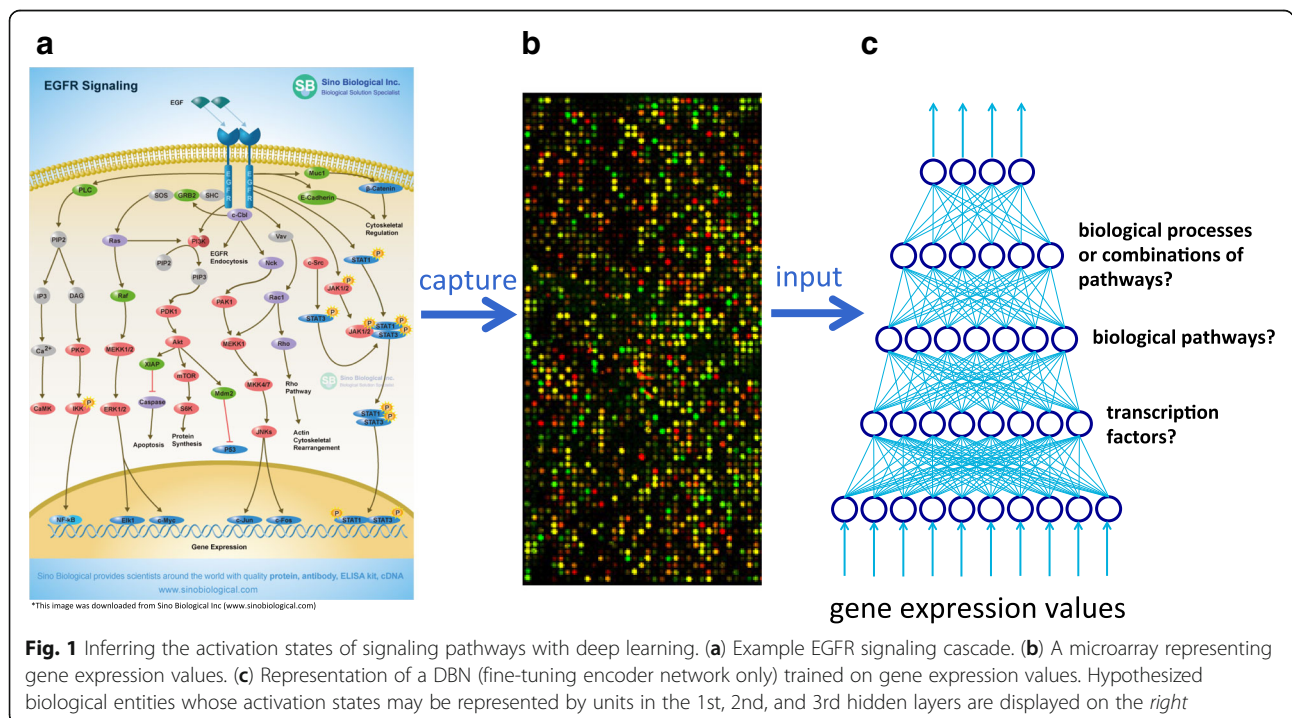 a
b
c
EGFR Signaling
SB
Sino Biological Inc.
Biological Solution Specialist
EGF
EGFR
EGFR
Muc1
β-Catenin
E-Cadherin
Cytoskeletal
Regulation
PLC
SOS
GRB2
SHC
c-Cbl
PIP2
Ras
PI3K
Vav
EGFR
Endocytosis
Nck
c-Src
STAT1
P
PIP2
PIP3
JAK1/2
P
IP3
DAG
Raf
PAK1
Rac1
STAT3
P
PDK1
JAK1/2
P
STAT1
P
STAT3
Ca2+
PKC
MEKK1/2
Akt
MEKK1
Rho
XIAP
mTOR
Mdm2
MKK4/7
Rho
Pathway
Sino Biological Inc.
CaMK
IKK
P
ERK1/2
Caspase
S6K
STAT1
P
STAT3
P
Apoptosis
Protein
Synthesis
P53
JNKs
Actin
Cytoskeletal
Rearrangement
NF-κB
Elk1
c-Myc
c-Jun
c-Fos
P
STAT1
STAT3
P
Gene Expression
Sino Biological provides scientists around the world with quality protein, antibody, ELISA kit, cDNA
www.sinobiological.com
*This image was downloaded from Sino Biological Inc (www.sinobiological.com)
capture
input
biological processes
or combinations of
pathways?
biological pathways?
transcription
factors?
gene expression values
Fig. 1 Inferring the activation states of signaling pathways with deep learning. (a) Example EGFR signaling cascade. (b) A microarray representing
gene expression values. (c) Representation of a DBN (fine-tuning encoder network only) trained on gene expression values. Hypothesized
biological entities whose activation states may be represented by units in the 1st, 2nd, and 3rd hidden layers are displayed on the right